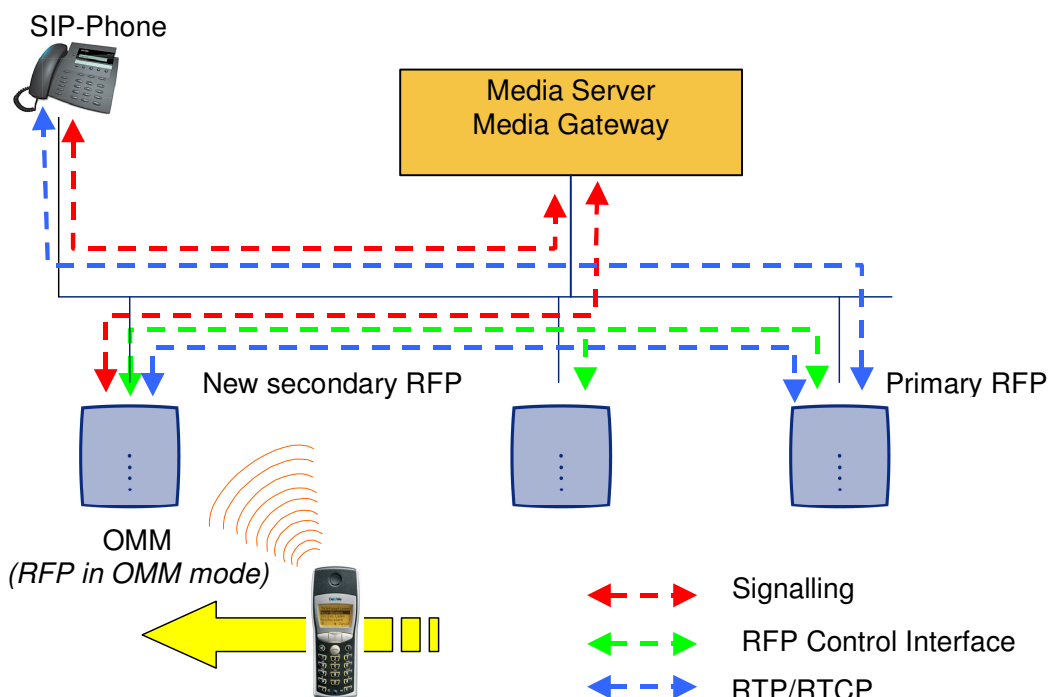 SIP-Phone
Media Server
Media Gateway
New secondary RFP
Primary RFP
OMM
(RFP in OMM mode)
Signalling
RFP Control Interface
RTP/RTCP